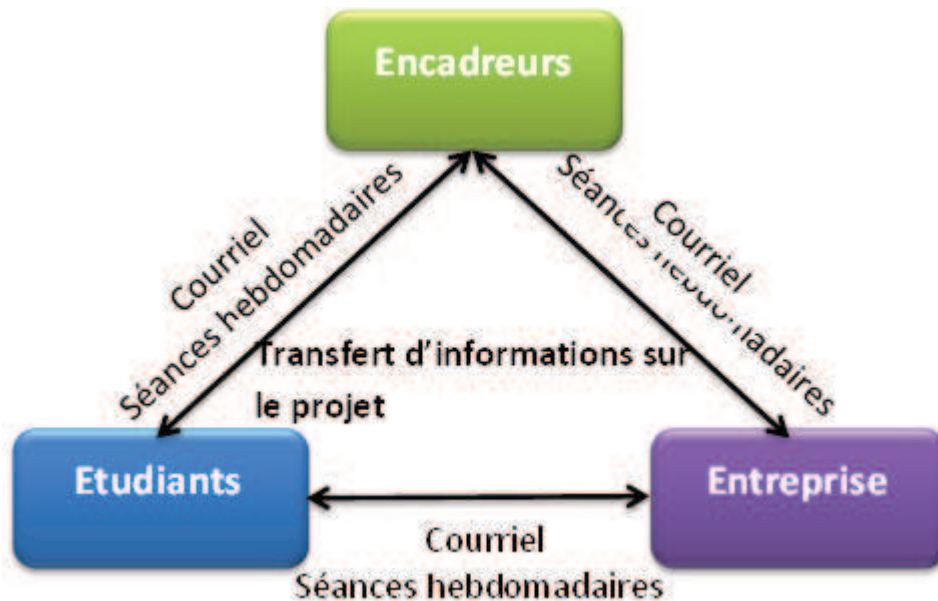 Encadreurs
Courriel
Séances hebdomadaires
Courriel
Séances hebdomadaires
Transfert d'informations sur
le projet
Etudiants
Entreprise
Courriel
Séances hebdomadaires